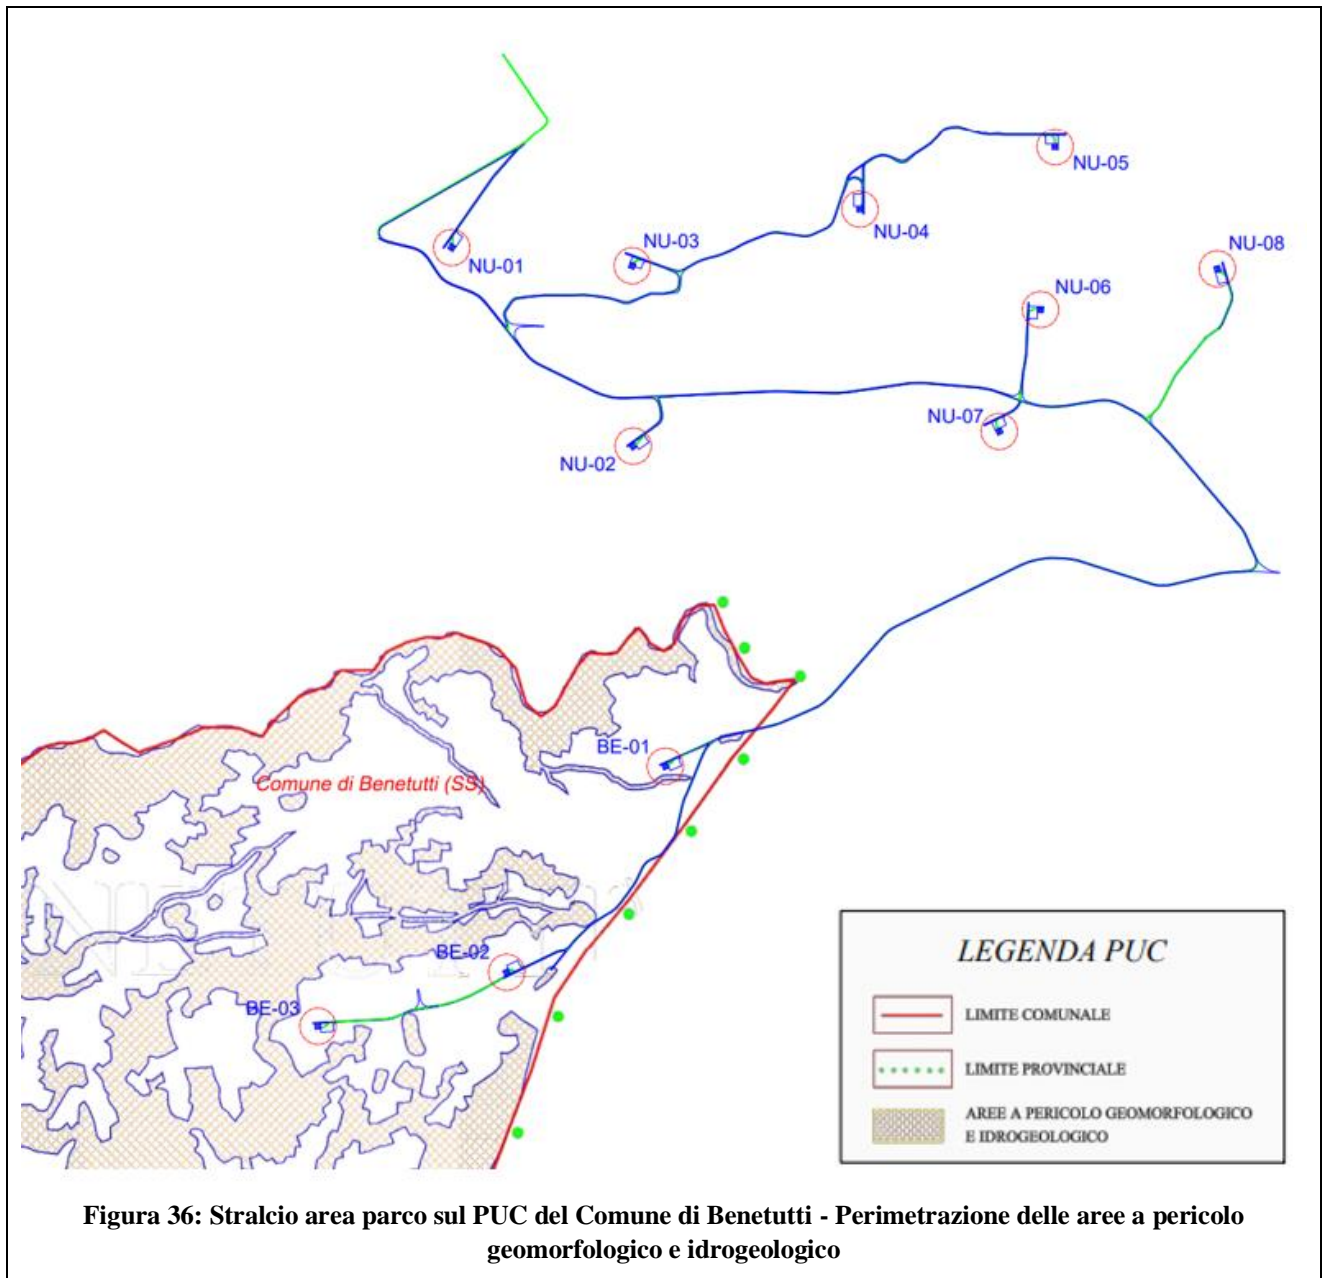 NU-05
NU-04
NU-03
NU-01
NU-08
NU-06
NU-07
NU-02
BE-01
Comune di Benetutti (SS)
BE-02
BE-03
LEGENDA PUC
LIMITE COMUNALE
LIMITE PROVINCIALE
AREE A PERICOLO GEOMORFOLOGICO
E IDROGEOLOGICO
Figura 36: Stralcio area parco sul PUC del Comune di Benetutti - Perimetrazione delle aree a pericolo
geomorfologico e idrogeologico